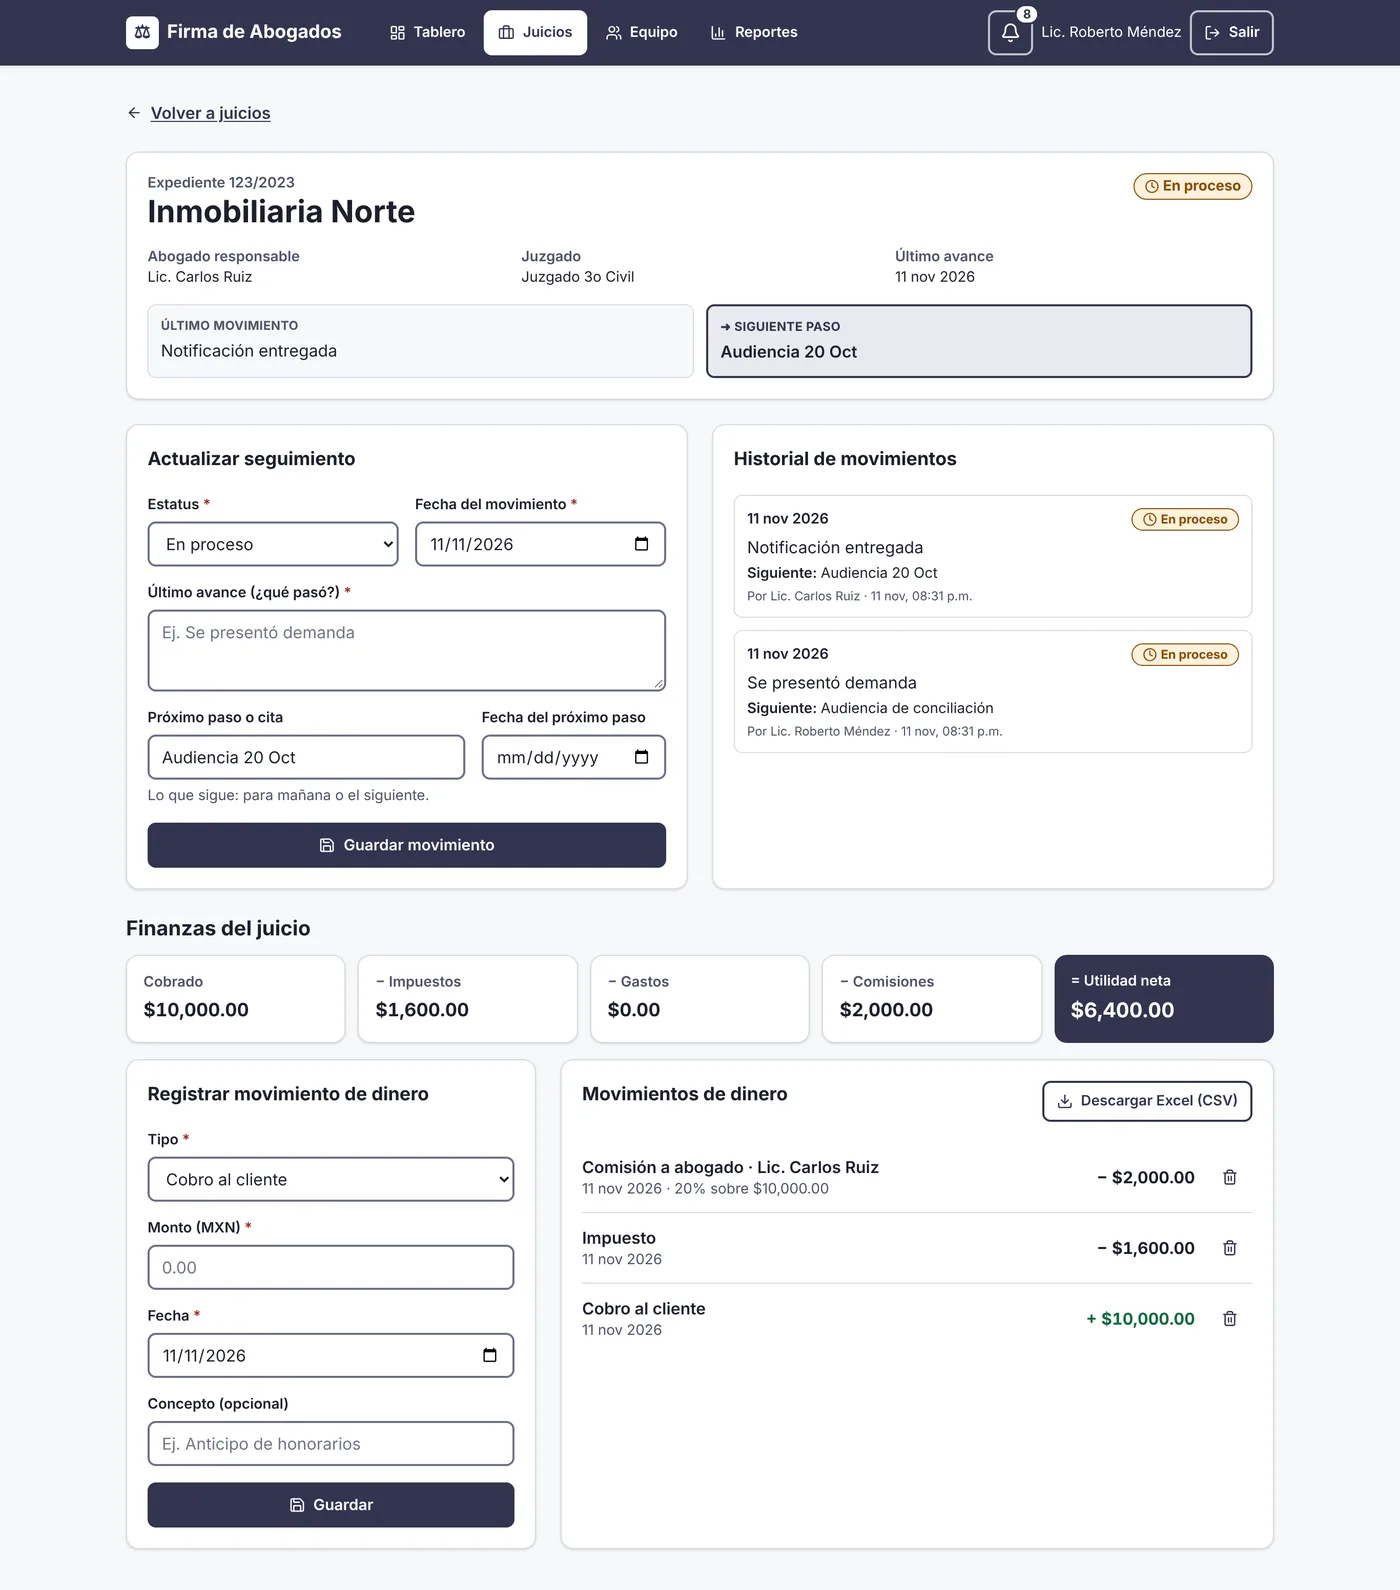 Firma de Abogados
Tablero
Juicios
Equipo
Reportes
8
Lic. Roberto Méndez
Salir
← Volver a juicios
Expediente 123/2023
En proceso
Inmobiliaria Norte
Abogado responsable
Lic. Carlos Ruiz
Juzgado
Juzgado 3o Civil
Último avance
11 nov 2026
ÚLTIMO MOVIMIENTO
Notificación entregada
→ SIGUIENTE PASO
Audiencia 20 Oct
Actualizar seguimiento
Estatus *
En proceso
Fecha del movimiento *
11/11/2026
Último avance (¿qué pasó?) *
Ej. Se presentó demanda
Próximo paso o cita
Audiencia 20 Oct
Fecha del próximo paso
mm/dd/yyyy
Lo que sigue: para mañana o el siguiente.
Guardar movimiento
Historial de movimientos
11 nov 2026
En proceso
Notificación entregada
Siguiente: Audiencia 20 Oct
Por Lic. Carlos Ruiz · 11 nov, 08:31 p.m.
11 nov 2026
En proceso
Se presentó demanda
Siguiente: Audiencia de conciliación
Por Lic. Roberto Méndez · 11 nov, 08:31 p.m.
Finanzas del juicio
Cobrado
$10,000.00
− Impuestos
$1,600.00
− Gastos
$0.00
− Comisiones
$2,000.00
= Utilidad neta
$6,400.00
Registrar movimiento de dinero
Tipo *
Cobro al cliente
Monto (MXN) *
0.00
Fecha *
11/11/2026
Concepto (opcional)
Ej. Anticipo de honorarios
Guardar
Movimientos de dinero
Descargar Excel (CSV)
Comisión a abogado · Lic. Carlos Ruiz
11 nov 2026 · 20% sobre $10,000.00
− $2,000.00
Impuesto
11 nov 2026
− $1,600.00
Cobro al cliente
11 nov 2026
+ $10,000.00